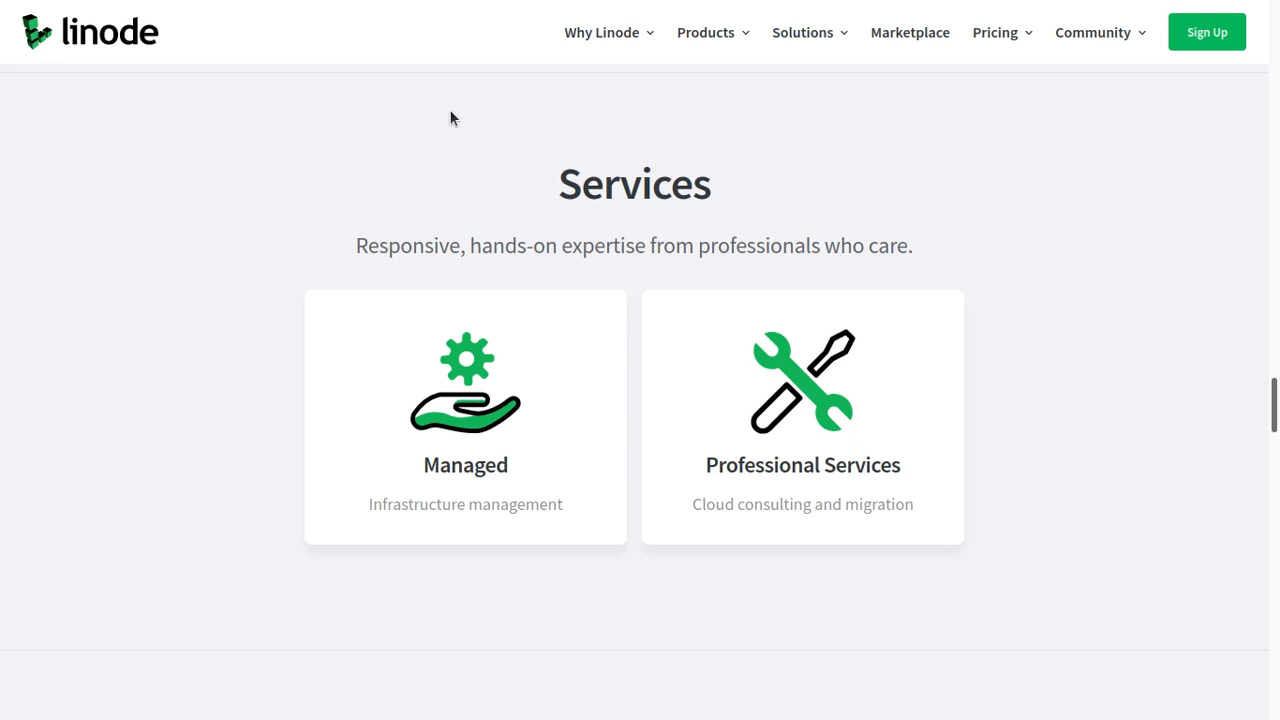 linode
Why Linode
Products
Solutions
Marketplace
Pricing
Community
Sign Up
Services
Responsive, hands-on expertise from professionals who care.
Managed
Infrastructure management
Professional Services
Cloud consulting and migration